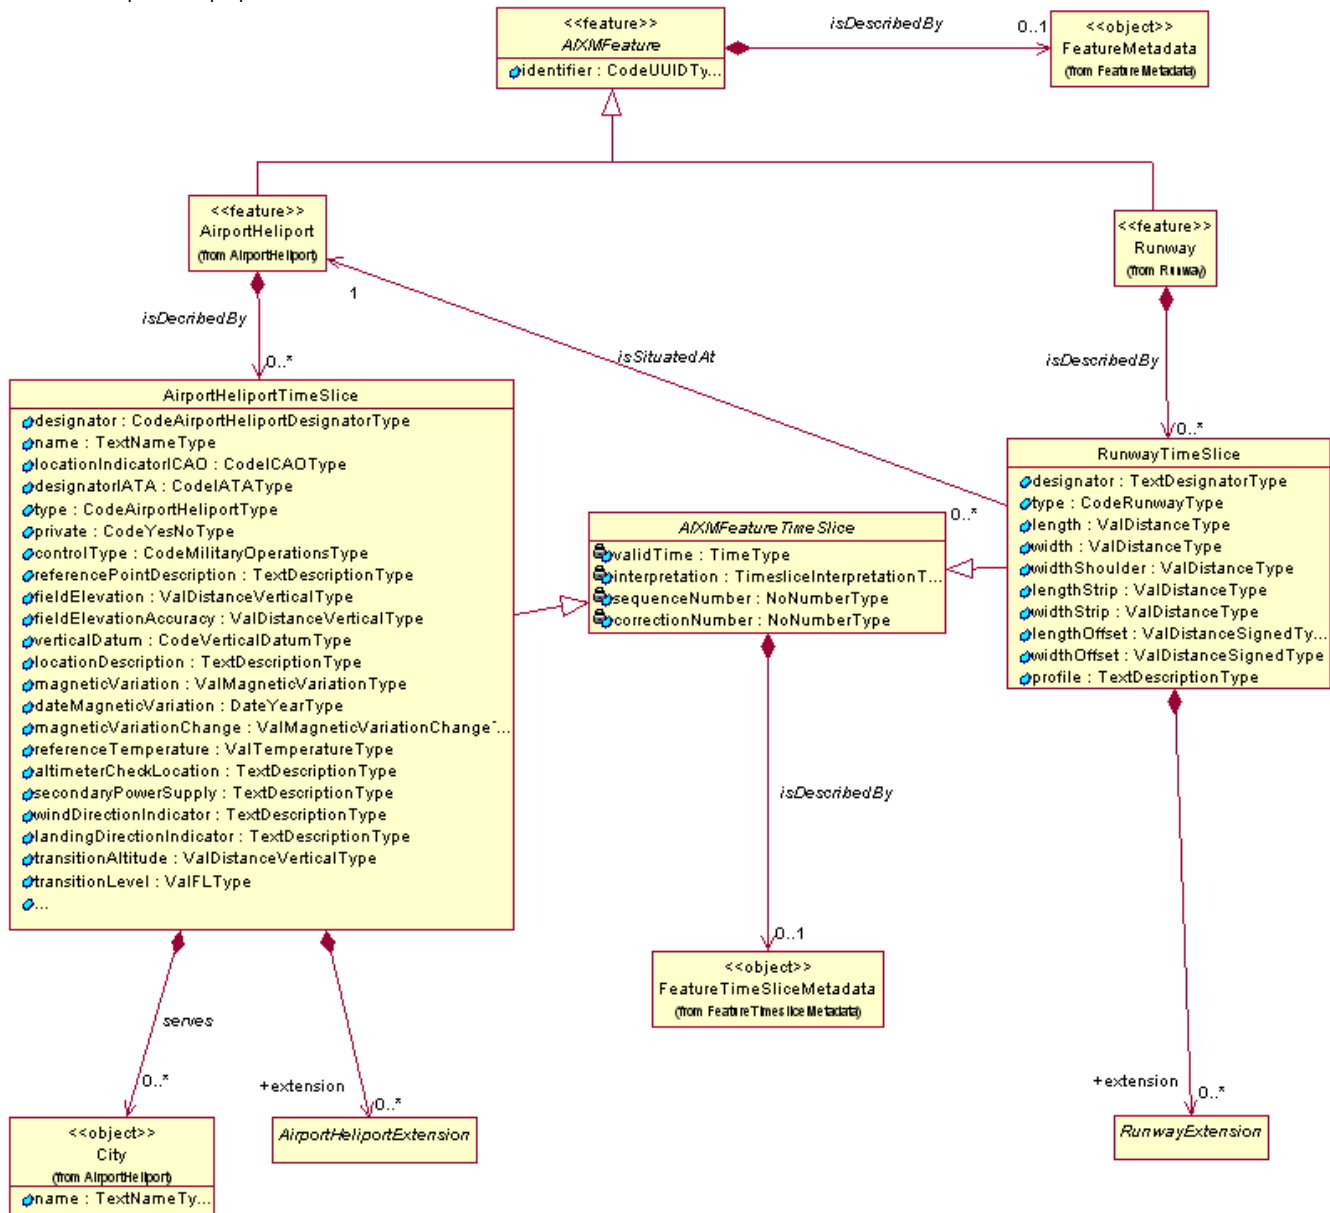 <<feature>>
AIXMFeature
identifier : CodeUUIDTy...
isDescribedBy
0..1
<<object>>
FeatureMetadata
(from FeatureMetadata)
<<feature>>
AirportHeliport
(from AirportHeliport)
<<feature>>
Runway
(from Runway)
1
isDecribedBy
0..*
isSituatedAt
isDescribedBy
0..*
AirportHeliportTimeSlice
designator : CodeAirportHeliportDesignatorType
name : TextNameType
locationIndicatorICAO : CodeICAOType
designatorIATA : CodeIATAType
type : CodeAirportHeliportType
private : CodeYesNoType
controlType : CodeMilitaryOperationsType
referencePointDescription : TextDescriptionType
fieldElevation : ValDistanceVerticalType
fieldElevationAccuracy : ValDistanceVerticalType
verticalDatum : CodeVerticalDatumType
locationDescription : TextDescriptionType
magneticVariation : ValMagneticVariationType
dateMagneticVariation : DateYearType
magneticVariationChange : ValMagneticVariationChangeT...
referenceTemperature : ValTemperatureType
altimeterCheckLocation : TextDescriptionType
secondaryPowerSupply : TextDescriptionType
windDirectionIndicator : TextDescriptionType
landingDirectionIndicator : TextDescriptionType
transitionAltitude : ValDistanceVerticalType
transitionLevel : ValFLType
...
AIXMFeatureTimeSlice
validTime : TimeType
interpretation : TimesliceInterpretationT...
sequenceNumber : NoNumberType
correctionNumber : NoNumberType
0..*
RunwayTimeSlice
designator : TextDesignatorType
type : CodeRunwayType
length : ValDistanceType
width : ValDistanceType
widthShoulder : ValDistanceType
lengthStrip : ValDistanceType
widthStrip : ValDistanceType
lengthOffset : ValDistanceSignedTy...
widthOffset : ValDistanceSignedType
profile : TextDescriptionType
isDescribedBy
0..1
<<object>>
FeatureTimeSliceMetadata
(from FeatureTimesliceMetadata)
serves
0..*
+extension
0..*
+extension
0..*
<<object>>
City
(from AirportHeliport)
name : TextNameTy...
AirportHeliportExtension
RunwayExtension